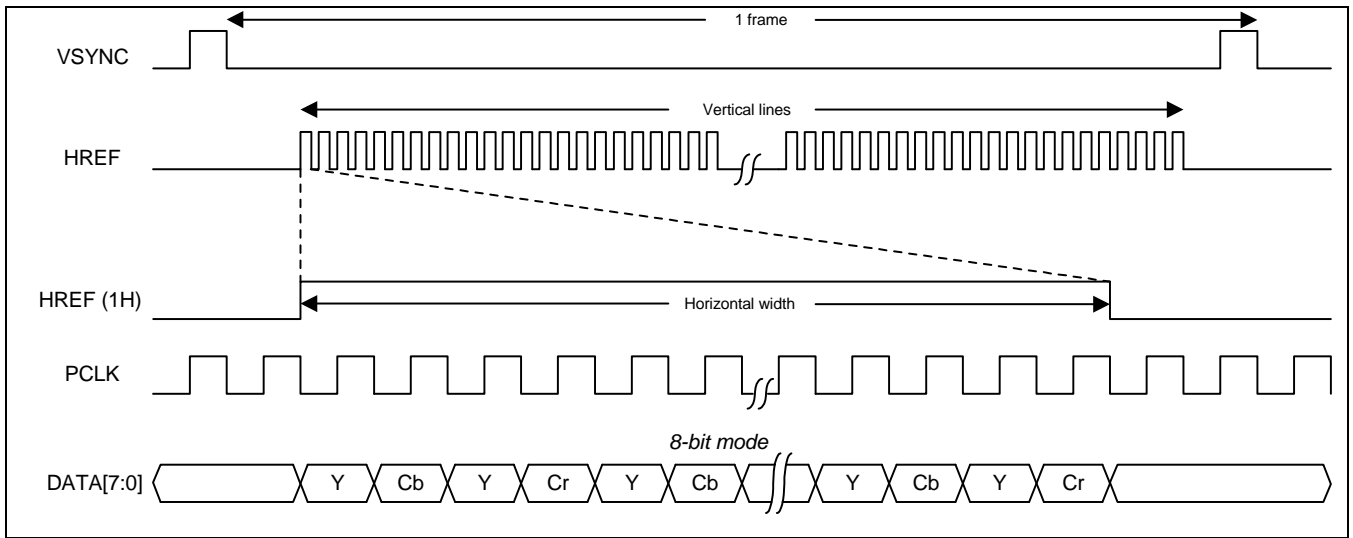 1 frame
VSYNC
Vertical lines
HREF
HREF (1H)
Horizontal width
PCLK
8-bit mode
DATA[7:0] Y Cb Y Cr Y Cb Y Cb Y Cr